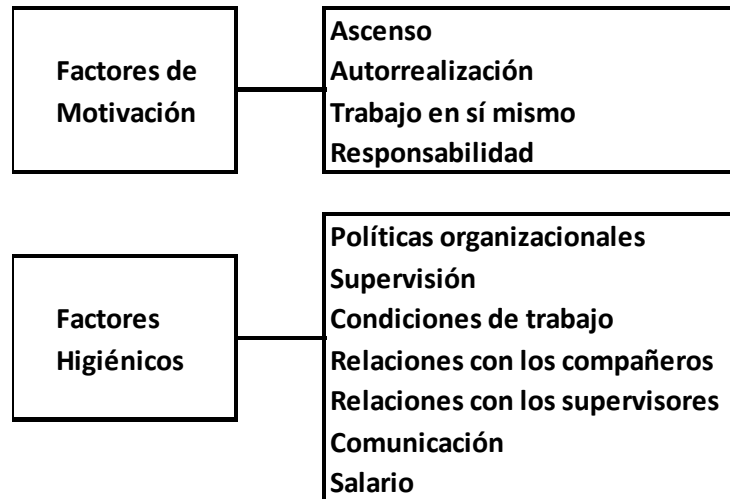 Factores de
Motivación
Ascenso
Autorrealización
Trabajo en sí mismo
Responsabilidad
Factores
Higiénicos
Políticas organizacionales
Supervisión
Condiciones de trabajo
Relaciones con los compañeros
Relaciones con los supervisores
Comunicación
Salario